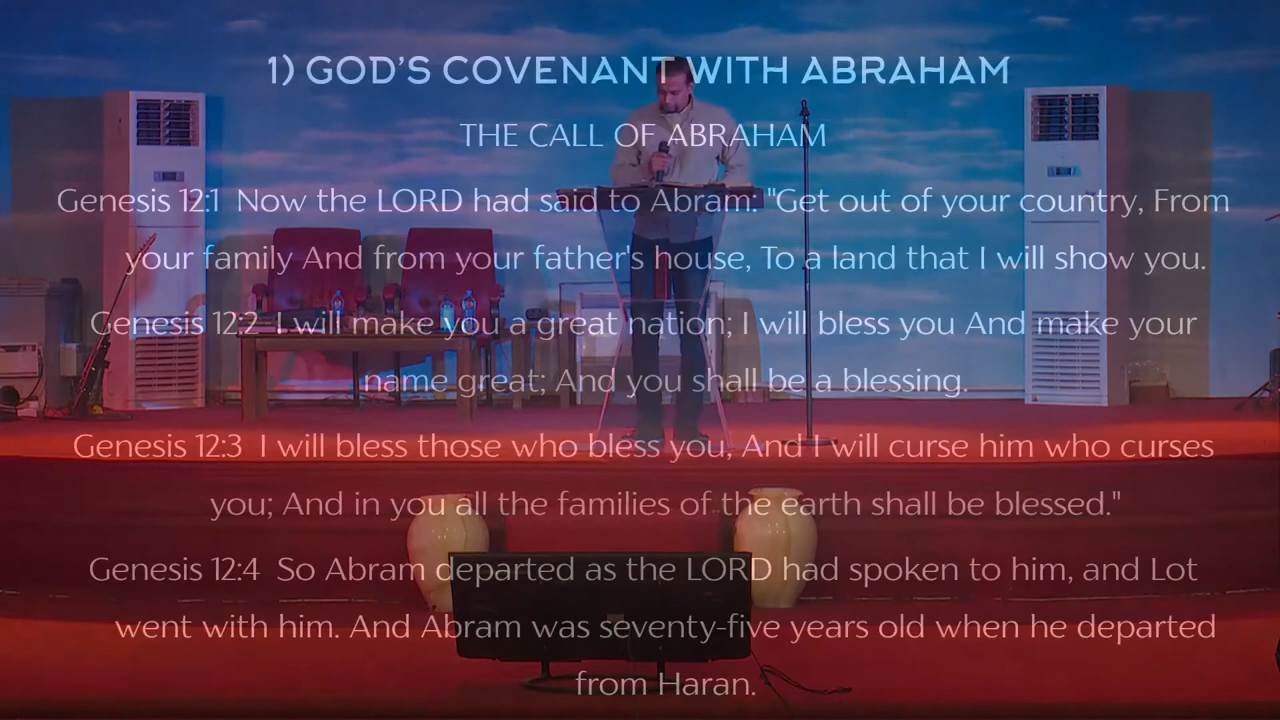 1) GOD'S COVENANT WITH ABRAHAM
THE CALL OF ABRAHAM
Genesis 12:1 Now the LORD had said to Abram: "Get out of your country, From
your family And from your father's house, To a land that I will show you.
Genesis 12:2 I will make you a great nation; I will bless you And make your
name great; And you shall be a blessing.
Genesis 12:3 I will bless those who bless you, And I will curse him who curses
you; And in you all the families of the earth shall be blessed."
Genesis 12:4 So Abram departed as the LORD had spoken to him, and Lot
went with him. And Abram was seventy-five years old when he departed
from Haran.